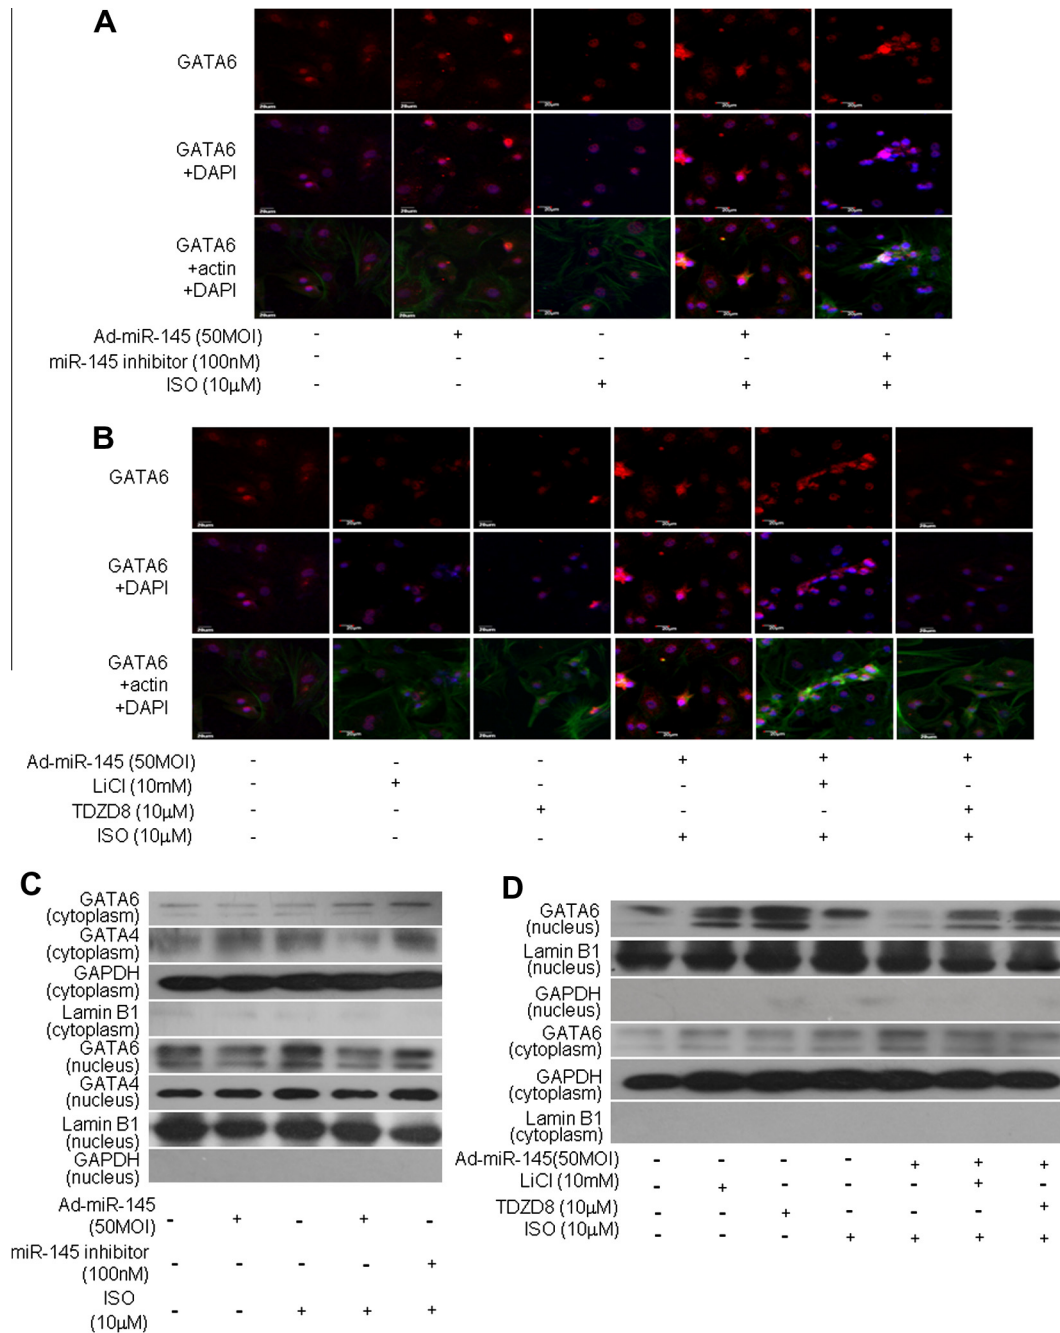 A
GATA6
GATA6
+DAPI
GATA6
+actin
+DAPI
Ad-miR-145 (50MOI) - + - + -
miR-145 inhibitor (100nM) - - - - +
ISO (10μM) - - + + +
B
GATA6
GATA6
+DAPI
GATA6
+actin
+DAPI
Ad-miR-145 (50MOI) - - - + + +
LiCl (10mM) - + - - + -
TDZD8 (10μM) - - + - - +
ISO (10μM) - - - + + +
C
GATA6
(cytoplasm)
GATA4
(cytoplasm)
GAPDH
(cytoplasm)
Lamin B1
(cytoplasm)
GATA6
(nucleus)
GATA4
(nucleus)
Lamin B1
(nucleus)
GAPDH
(nucleus)
Ad-miR-145
(50MOI) - + - + -
miR-145 inhibitor
(100nM) - - - - +
ISO
(10μM) - - + + +
D
GATA6
(nucleus)
Lamin B1
(nucleus)
GAPDH
(nucleus)
GATA6
(cytoplasm)
GAPDH
(cytoplasm)
Lamin B1
(cytoplasm)
Ad-miR-145(50MOI) - - - - + + +
LiCl (10mM) - + - - - + -
TDZD8 (10μM) - - + - - - +
ISO (10μM) - - - + + + +